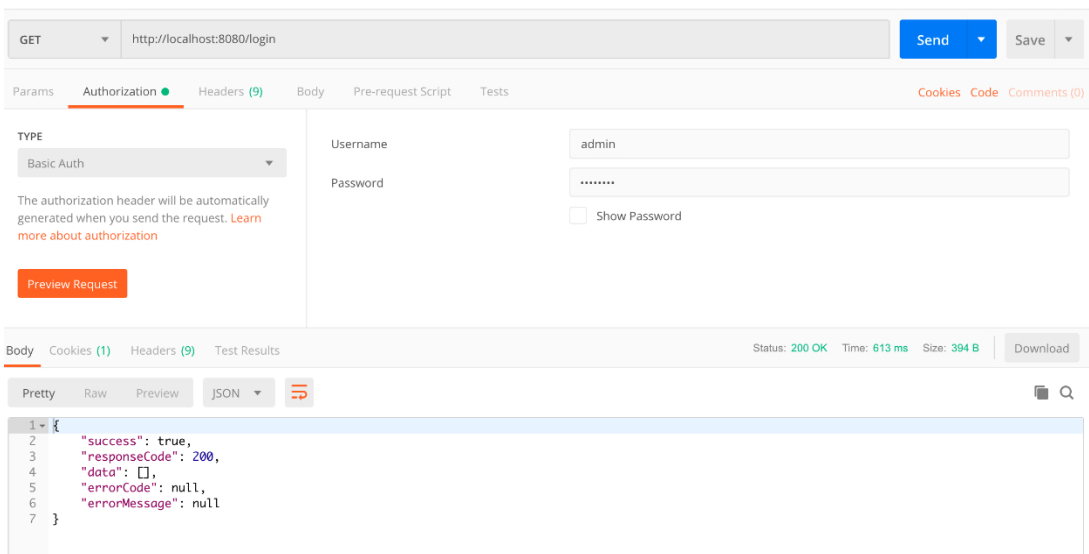 GET http://localhost:8080/login Send Save
Params Authorization Headers (9) Body Pre-request Script Tests Cookies Code Comments (0)
TYPE
Basic Auth
The authorization header will be automatically
generated when you send the request. Learn
more about authorization
Preview Request
Username admin
Password ••••••••
Show Password
Body Cookies (1) Headers (9) Test Results Status: 200 OK Time: 613 ms Size: 394 B Download
Pretty Raw Preview JSON
1 {
2 "success": true,
3 "responseCode": 200,
4 "data": [],
5 "errorCode": null,
6 "errorMessage": null
7 }